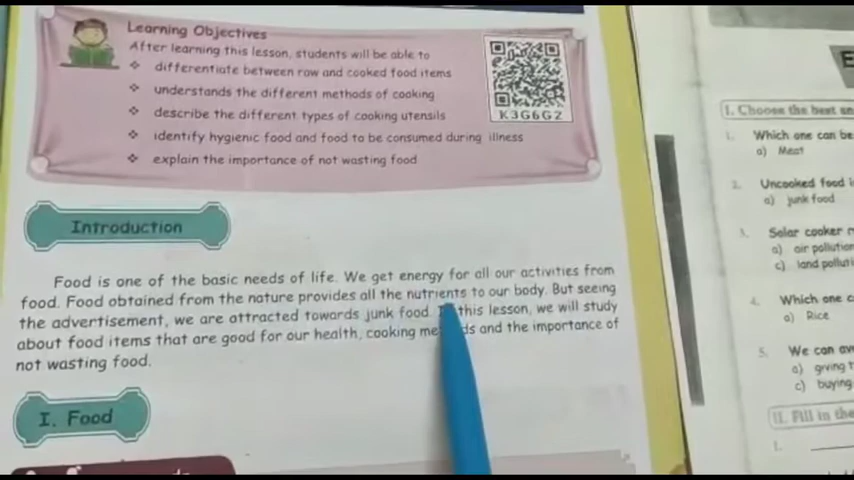 Learning Objectives
After learning this lesson, students will be able to
❖ differentiate between raw and cooked food items
❖ understands the different methods of cooking
❖ describe the different types of cooking utensils
❖ identify hygienic food and food to be consumed during illness
❖ explain the importance of not wasting food
K3G6G2
Introduction
Food is one of the basic needs of life. We get energy for all our activities from
food. Food obtained from the nature provides all the nutrients to our body. But seeing
the advertisement, we are attracted towards junk food. this lesson, we will study
about food items that are good for our health, cooking and the importance of
not wasting food.
I. Food
I. Choose the best
1. Which one can be
a) Meat
2. Uncooked food
a) junk food
3. Solar cooker
a) air pollution
c) land
4. Which one
a) Rice
5. We can
a) giving
c) buying
II. Fill in the
1.